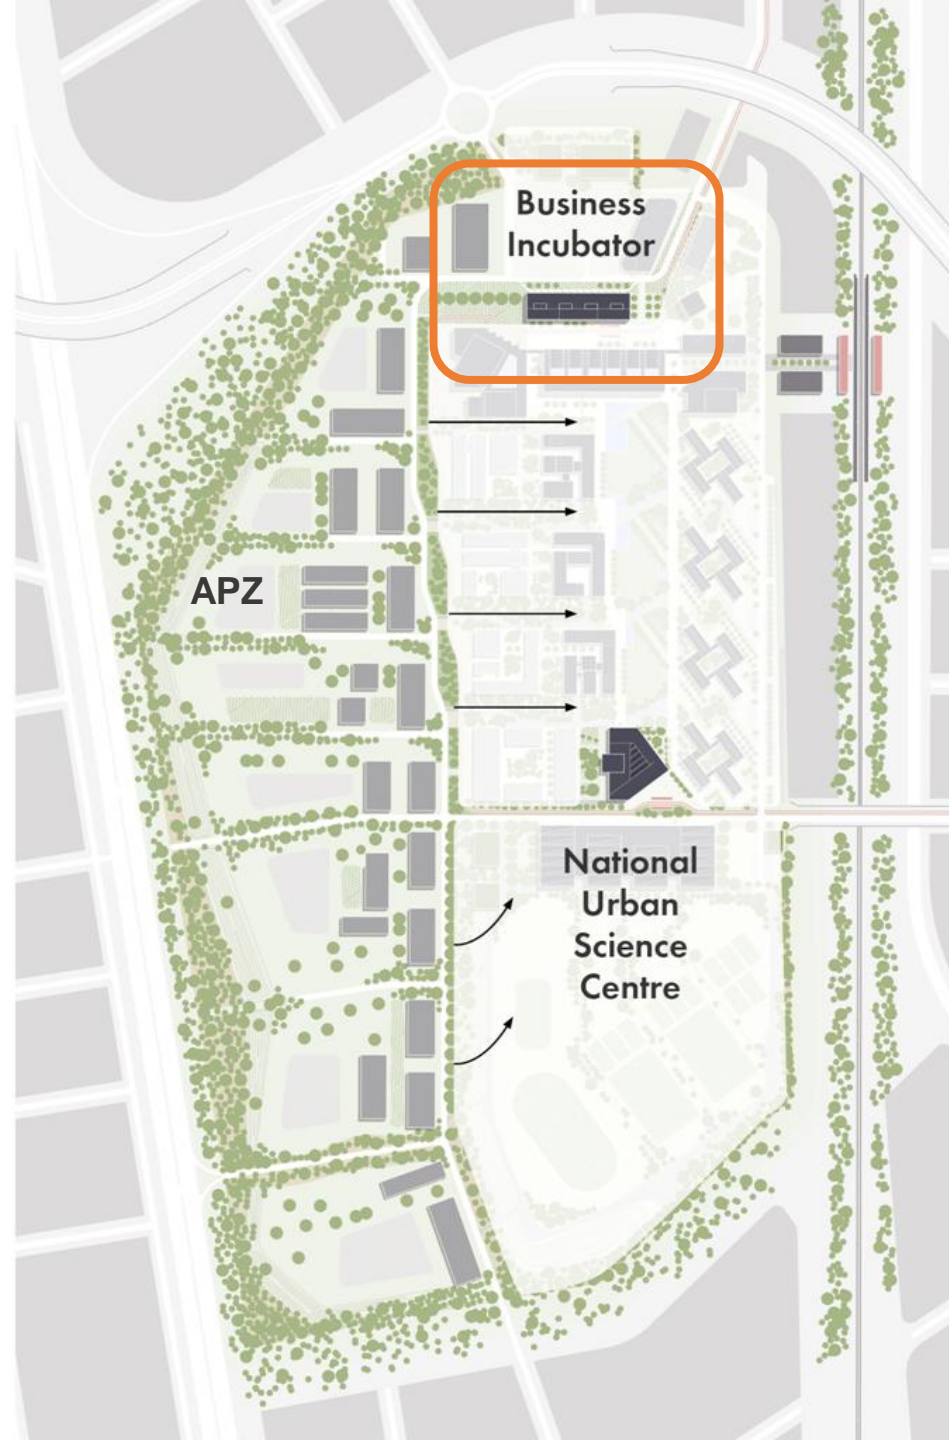 Business
Incubator
APZ
National
Urban
Science
Centre